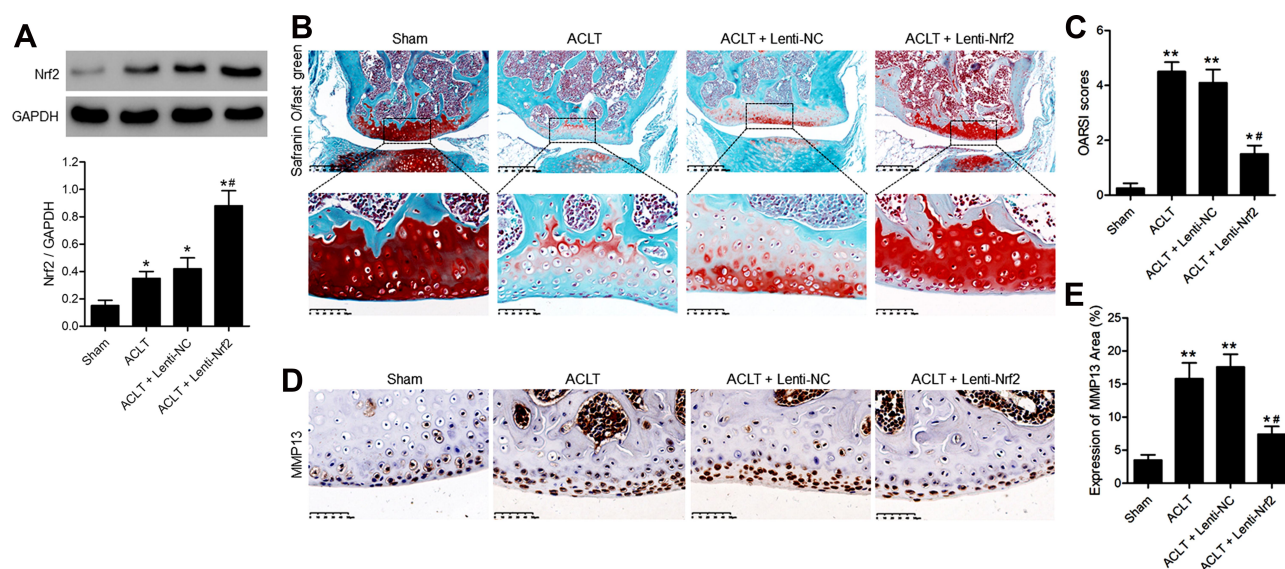 A
Nrf2
GAPDH
Nrf2 / GAPDH
1.2
1.0
0.8
0.6
0.4
0.2
0.0
*
*
*#
Sham
ACLT
ACLT + Lenti-NC
ACLT + Lenti-Nrf2
B
Sham
ACLT
ACLT + Lenti-NC
ACLT + Lenti-Nrf2
Safranin O/fast green
C
OARSI scores
6
4
2
0
**
**
*#
Sham
ACLT
ACLT + Lenti-NC
ACLT + Lenti-Nrf2
D
Sham
ACLT
ACLT + Lenti-NC
ACLT + Lenti-Nrf2
MMP13
E
Expression of MMP13 Area (%)
25
20
15
10
5
0
**
**
*#
Sham
ACLT
ACLT + Lenti-NC
ACLT + Lenti-Nrf2